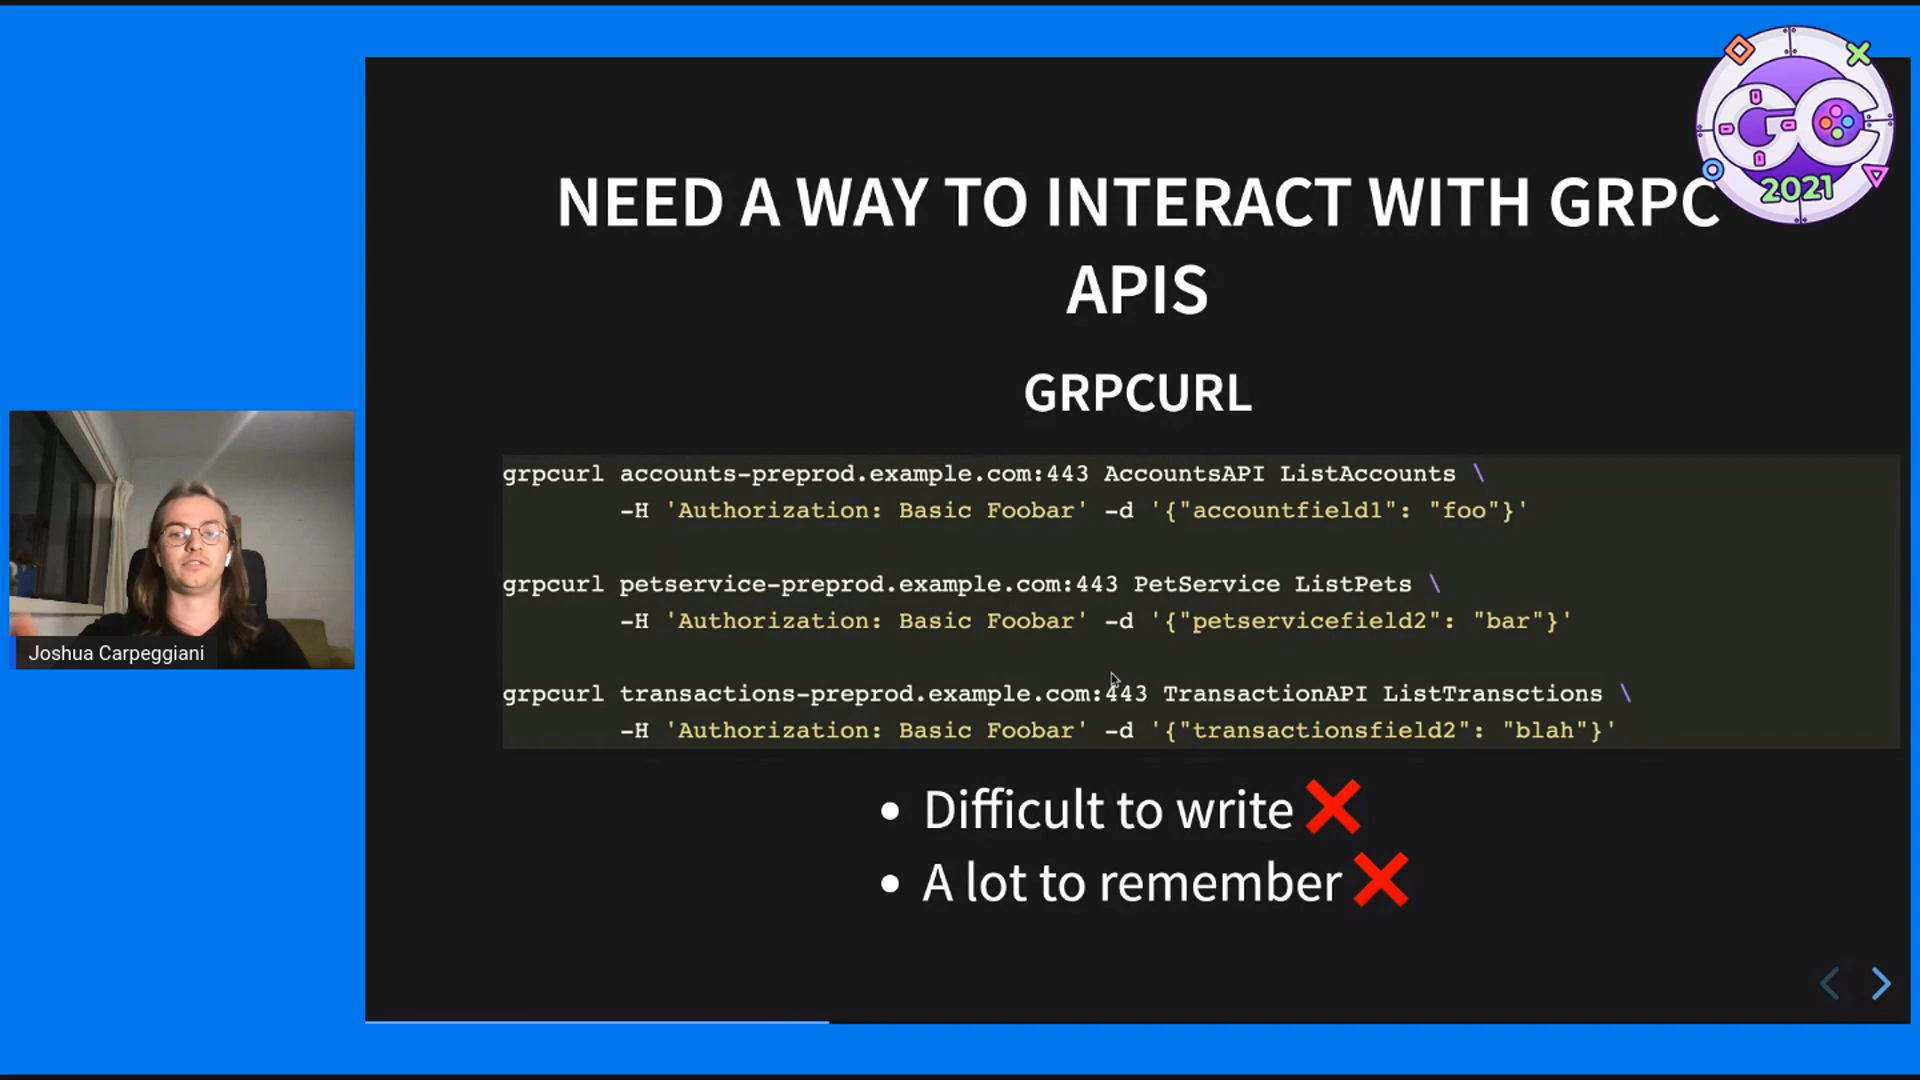 GC
2021
NEED A WAY TO INTERACT WITH GRPC
APIS
GRPCURL
grpcurl accounts-preprod.example.com:443 AccountsAPI ListAccounts \
-H 'Authorization: Basic Foobar' -d '{"accountfield1": "foo"}'
grpcurl petservice-preprod.example.com:443 PetService ListPets \
-H 'Authorization: Basic Foobar' -d '{"petservicefield2": "bar"}'
grpcurl transactions-preprod.example.com:443 TransactionAPI ListTransctions \
-H 'Authorization: Basic Foobar' -d '{"transactionsfield2": "blah"}'
• Difficult to write ❌
• A lot to remember ❌
Joshua Carpeggiani